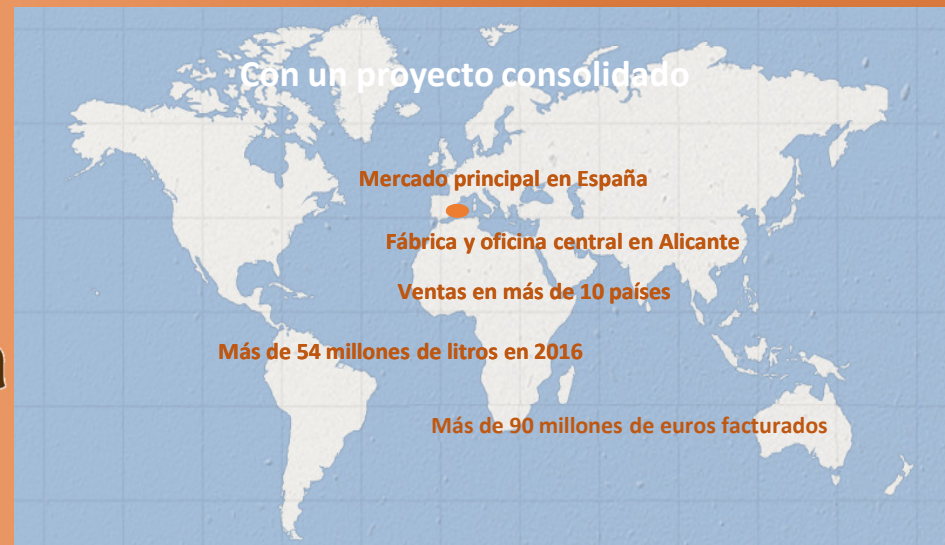 Con un proyecto consolidado
Mercado principal en España
Fábrica y oficina central en Alicante
Ventas en más de 10 países
Más de 54 millones de litros en 2016
Más de 90 millones de euros facturados